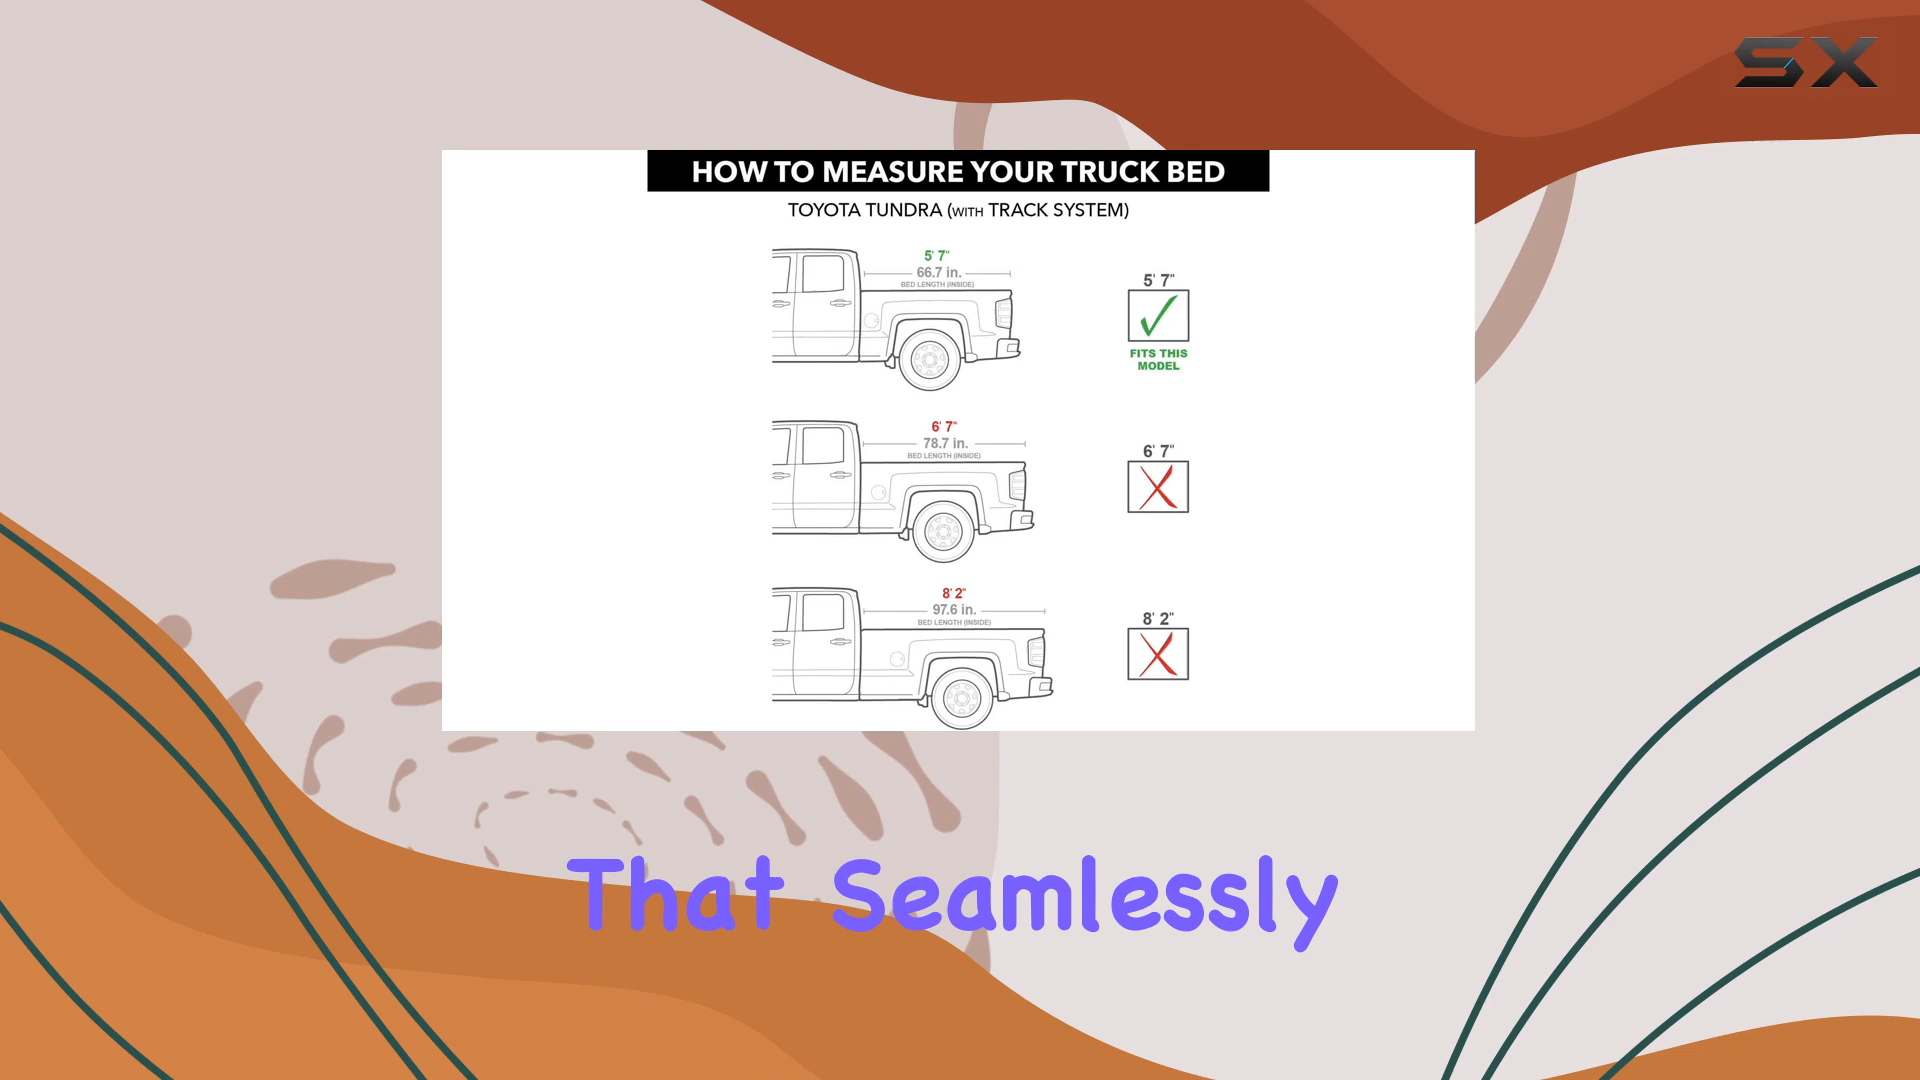 SX
HOW TO MEASURE YOUR TRUCK BED
TOYOTA TUNDRA (WITH TRACK SYSTEM)
5' 7"
66.7 in.
BED LENGTH (INSIDE)
5' 7"
FITS THIS
MODEL
6' 7"
78.7 in.
BED LENGTH (INSIDE)
6' 7"
8' 2"
97.6 in.
BED LENGTH (INSIDE)
8' 2"
That Seamlessly